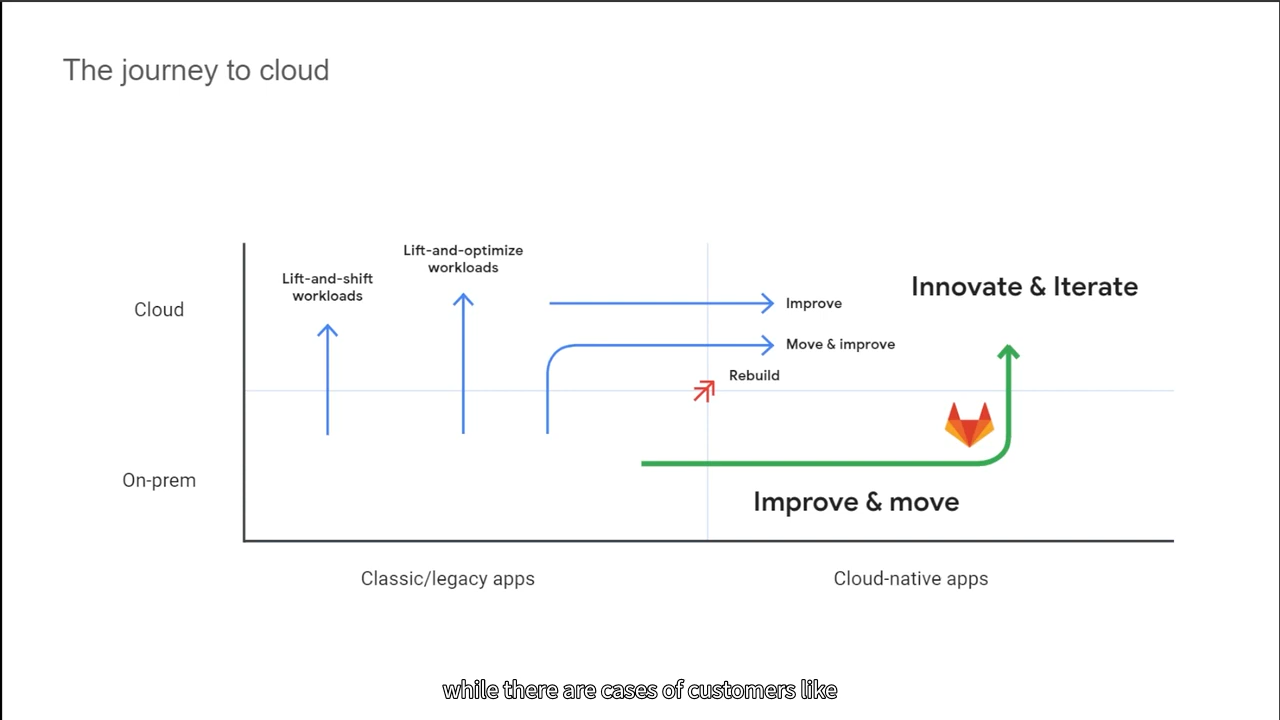 The journey to cloud
Lift-and-optimize
workloads
Lift-and-shift
workloads
Innovate & Iterate
Cloud
Improve
Move & improve
Rebuild
On-prem
Improve & move
Classic/legacy apps
Cloud-native apps
while there are cases of customers like